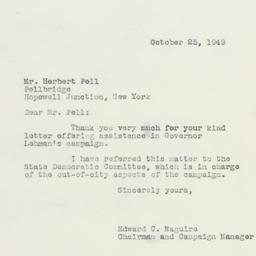 October 25, 1949
Mr. Herbert Pell
Pellbridge
Hopewell Junction, New York
Dear Mr. Pell:
Thank you very much for your kind
letter offering assistance in Governor
Lehman's campaign.
I have referred this matter to the
State Democratic Committee, which is in charge
of the out-of-city aspects of the campaign.
Sincerely yours,
Edward C. Maguire
Chairman and Campaign Manager